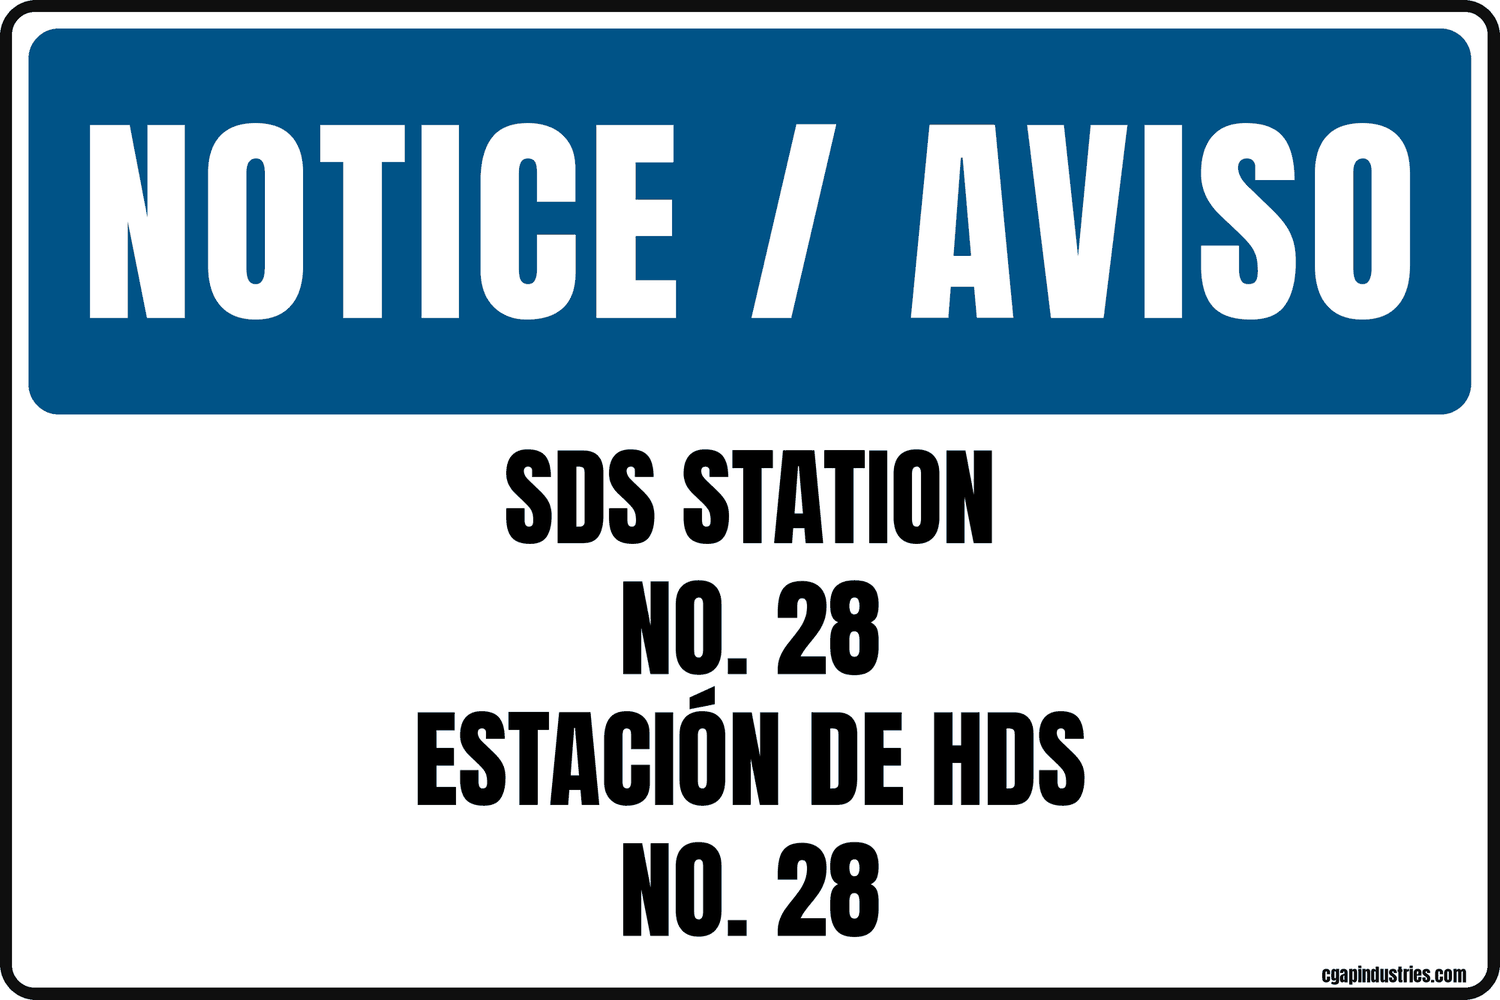 NOTICE / AVISO
SDS STATION
NO. 28
ESTACIÓN DE HDS
NO. 28
cgapindustries.com